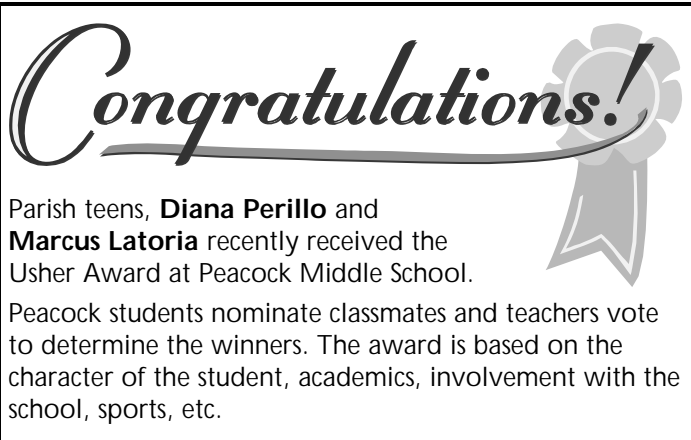 Congratulations!
Parish teens, Diana Perillo and
Marcus Latoria recently received the
Usher Award at Peacock Middle School.
Peacock students nominate classmates and teachers vote
to determine the winners. The award is based on the
character of the student, academics, involvement with the
school, sports, etc.